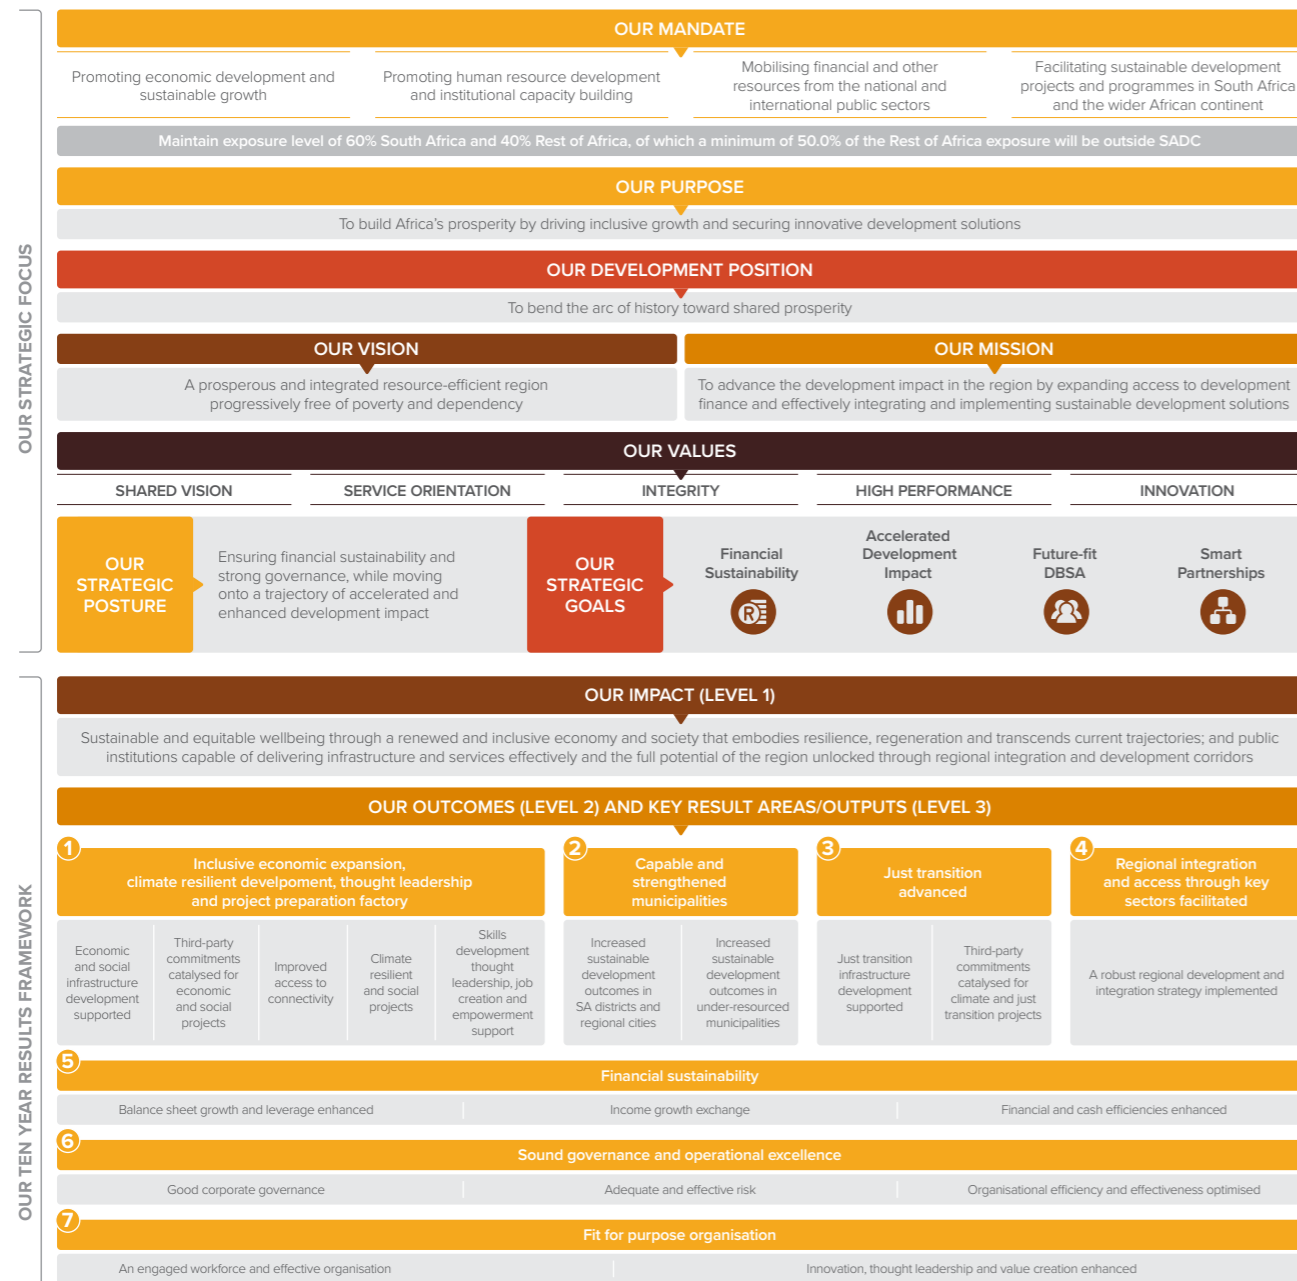 OUR STRATEGIC FOCUS
OUR MANDATE
Promoting economic development and
sustainable growth
Promoting human resource development
and institutional capacity building
Mobilising financial and other
resources from the national and
international public sectors
Facilitating sustainable development
projects and programmes in South Africa
and the wider African continent
Maintain exposure level of 60% South Africa and 40% Rest of Africa, of which a minimum of 50.0% of the Rest of Africa exposure will be outside SADC
OUR PURPOSE
To build Africa's prosperity by driving inclusive growth and securing innovative development solutions
OUR DEVELOPMENT POSITION
To bend the arc of history toward shared prosperity
OUR VISION
A prosperous and integrated resource-efficient region
progressively free of poverty and dependency
OUR MISSION
To advance the development impact in the region by expanding access to development
finance and effectively integrating and implementing sustainable development solutions
OUR VALUES
SHARED VISION
SERVICE ORIENTATION
INTEGRITY
HIGH PERFORMANCE
INNOVATION
OUR
STRATEGIC
POSTURE
Ensuring financial sustainability and
strong governance, while moving
onto a trajectory of accelerated and
enhanced development impact
OUR
STRATEGIC
GOALS
Financial
Sustainability
R
Accelerated
Development
Impact
Future-fit
DBSA
Smart
Partnerships
OUR TEN YEAR RESULTS FRAMEWORK
OUR IMPACT (LEVEL 1)
Sustainable and equitable wellbeing through a renewed and inclusive economy and society that embodies resilience, regeneration and transcends current trajectories; and public
institutions capable of delivering infrastructure and services effectively and the full potential of the region unlocked through regional integration and development corridors
OUR OUTCOMES (LEVEL 2) AND KEY RESULT AREAS/OUTPUTS (LEVEL 3)
1
Inclusive economic expansion,
climate resilient develpoment, thought leadership
and project preparation factory
Economic
and social
infrastructure
development
supported
Third-party
commitments
catalysed for
economic
and social
projects
Improved
access to
connectivity
Climate
resilient
and social
projects
Skills
development
thought
leadership, job
creation and
empowerment
support
2
Capable and
strengthened
municipalities
Increased
sustainable
development
outcomes in
SA districts and
regional cities
Increased
sustainable
development
outcomes in
under-resourced
municipalities
3
Just transition
advanced
Just transition
infrastructure
development
supported
Third-party
commitments
catalysed for
climate and just
transition projects
4
Regional integration
and access through key
sectors facilitated
A robust regional development and
integration strategy implemented
5
Financial sustainability
Balance sheet growth and leverage enhanced
Income growth exchange
Financial and cash efficiencies enhanced
6
Sound governance and operational excellence
Good corporate governance
Adequate and effective risk
Organisational efficiency and effectiveness optimised
7
Fit for purpose organisation
An engaged workforce and effective organisation
Innovation, thought leadership and value creation enhanced